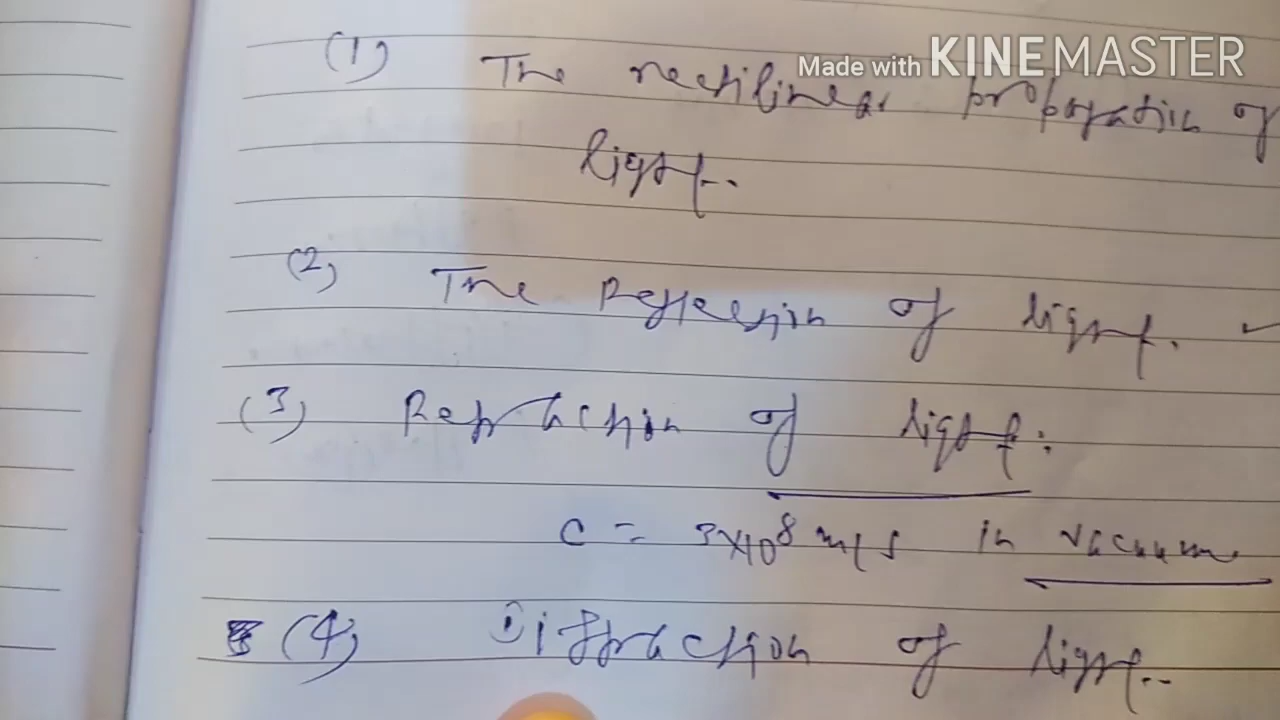 Made with KINEMASTER
(1) The rectilinear propogation of
light..
(2) The Reflection of light.
(3) Refraction of light:
c = 3x10⁸ m/s in vacuum
(4) Diffraction of light..